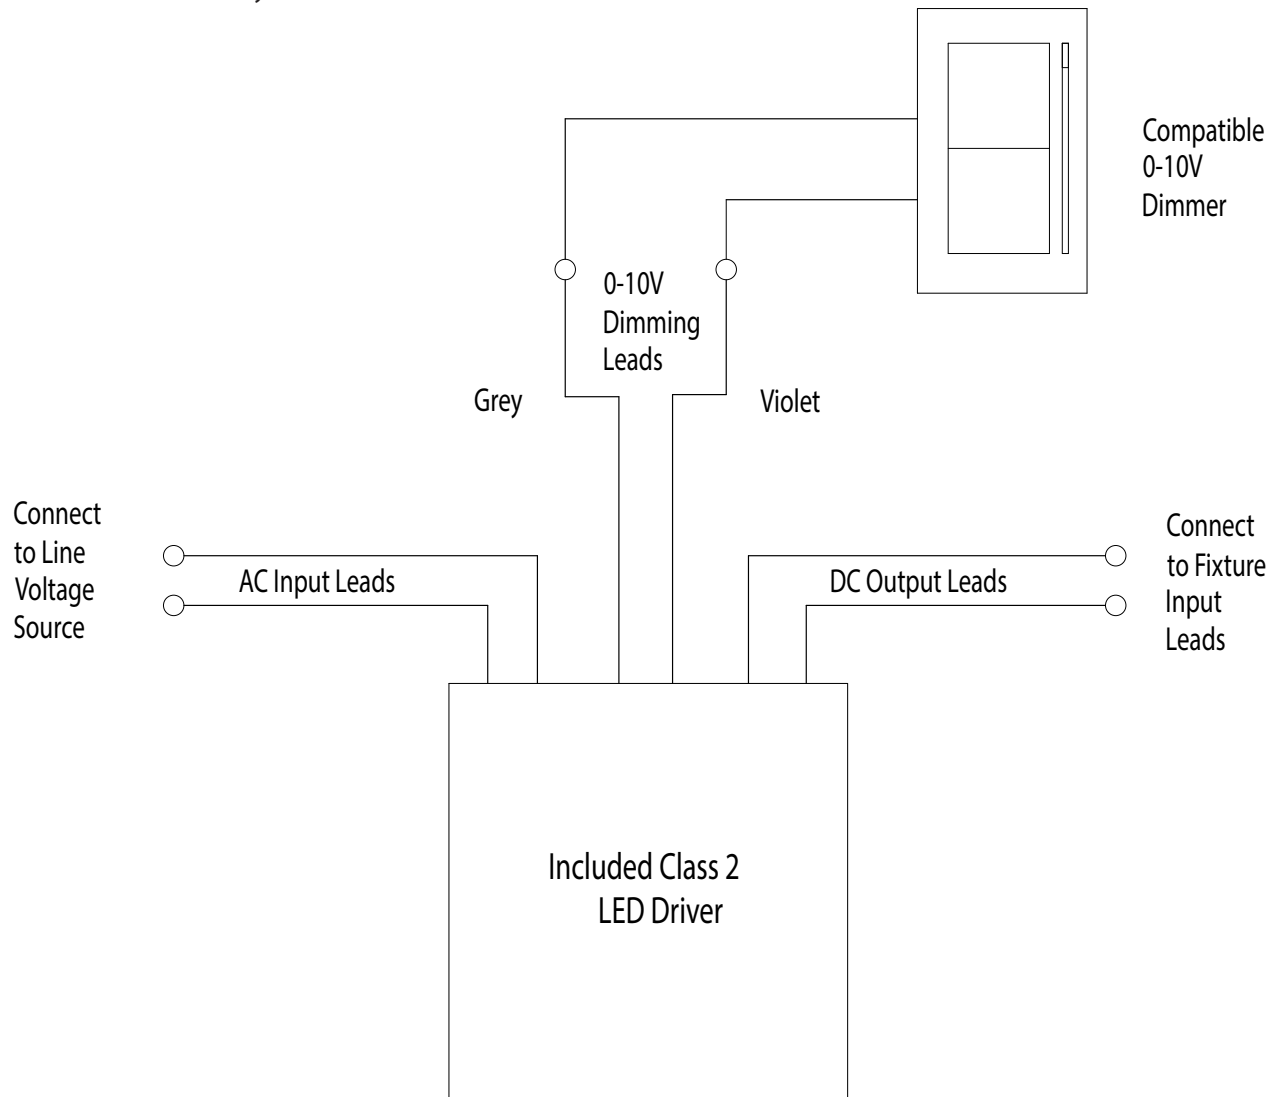 Compatible
0-10V
Dimmer
0-10V
Dimming
Leads
Grey
Violet
Connect
to Line
Voltage
Source
AC Input Leads
DC Output Leads
Connect
to Fixture
Input
Leads
Included Class 2
LED Driver